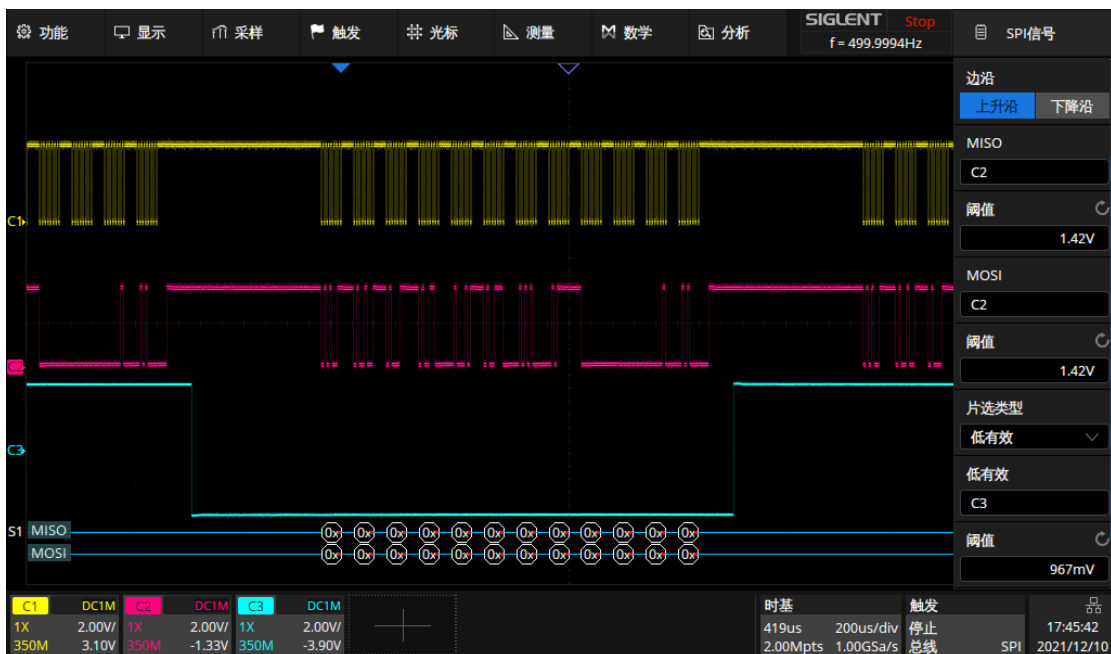 功能 显示 采样 触发 光标 测量 数学 分析 SIGLENT Stop
f = 499.9994Hz
SPI信号
边沿
上升沿 下降沿
MISO
C2
阈值
1.42V
MOSI
C2
阈值
1.42V
片选类型
低有效
低有效
C3
阈值
967mV
C1
C2
C3
S1 MISO
0x 0x 0x 0x 0x 0x 0x 0x 0x 0x 0x 0x
MOSI
0x 0x 0x 0x 0x 0x 0x 0x 0x 0x 0x 0x
C1 DC1M
1X 2.00V/
350M 3.10V
C2 DC1M
1X 2.00V/
350M -1.33V
C3 DC1M
1X 2.00V/
350M -3.90V
时基
419us 200us/div
2.00Mpts 1.00GSa/s
触发
停止
总线 SPI
17:45:42
2021/12/10